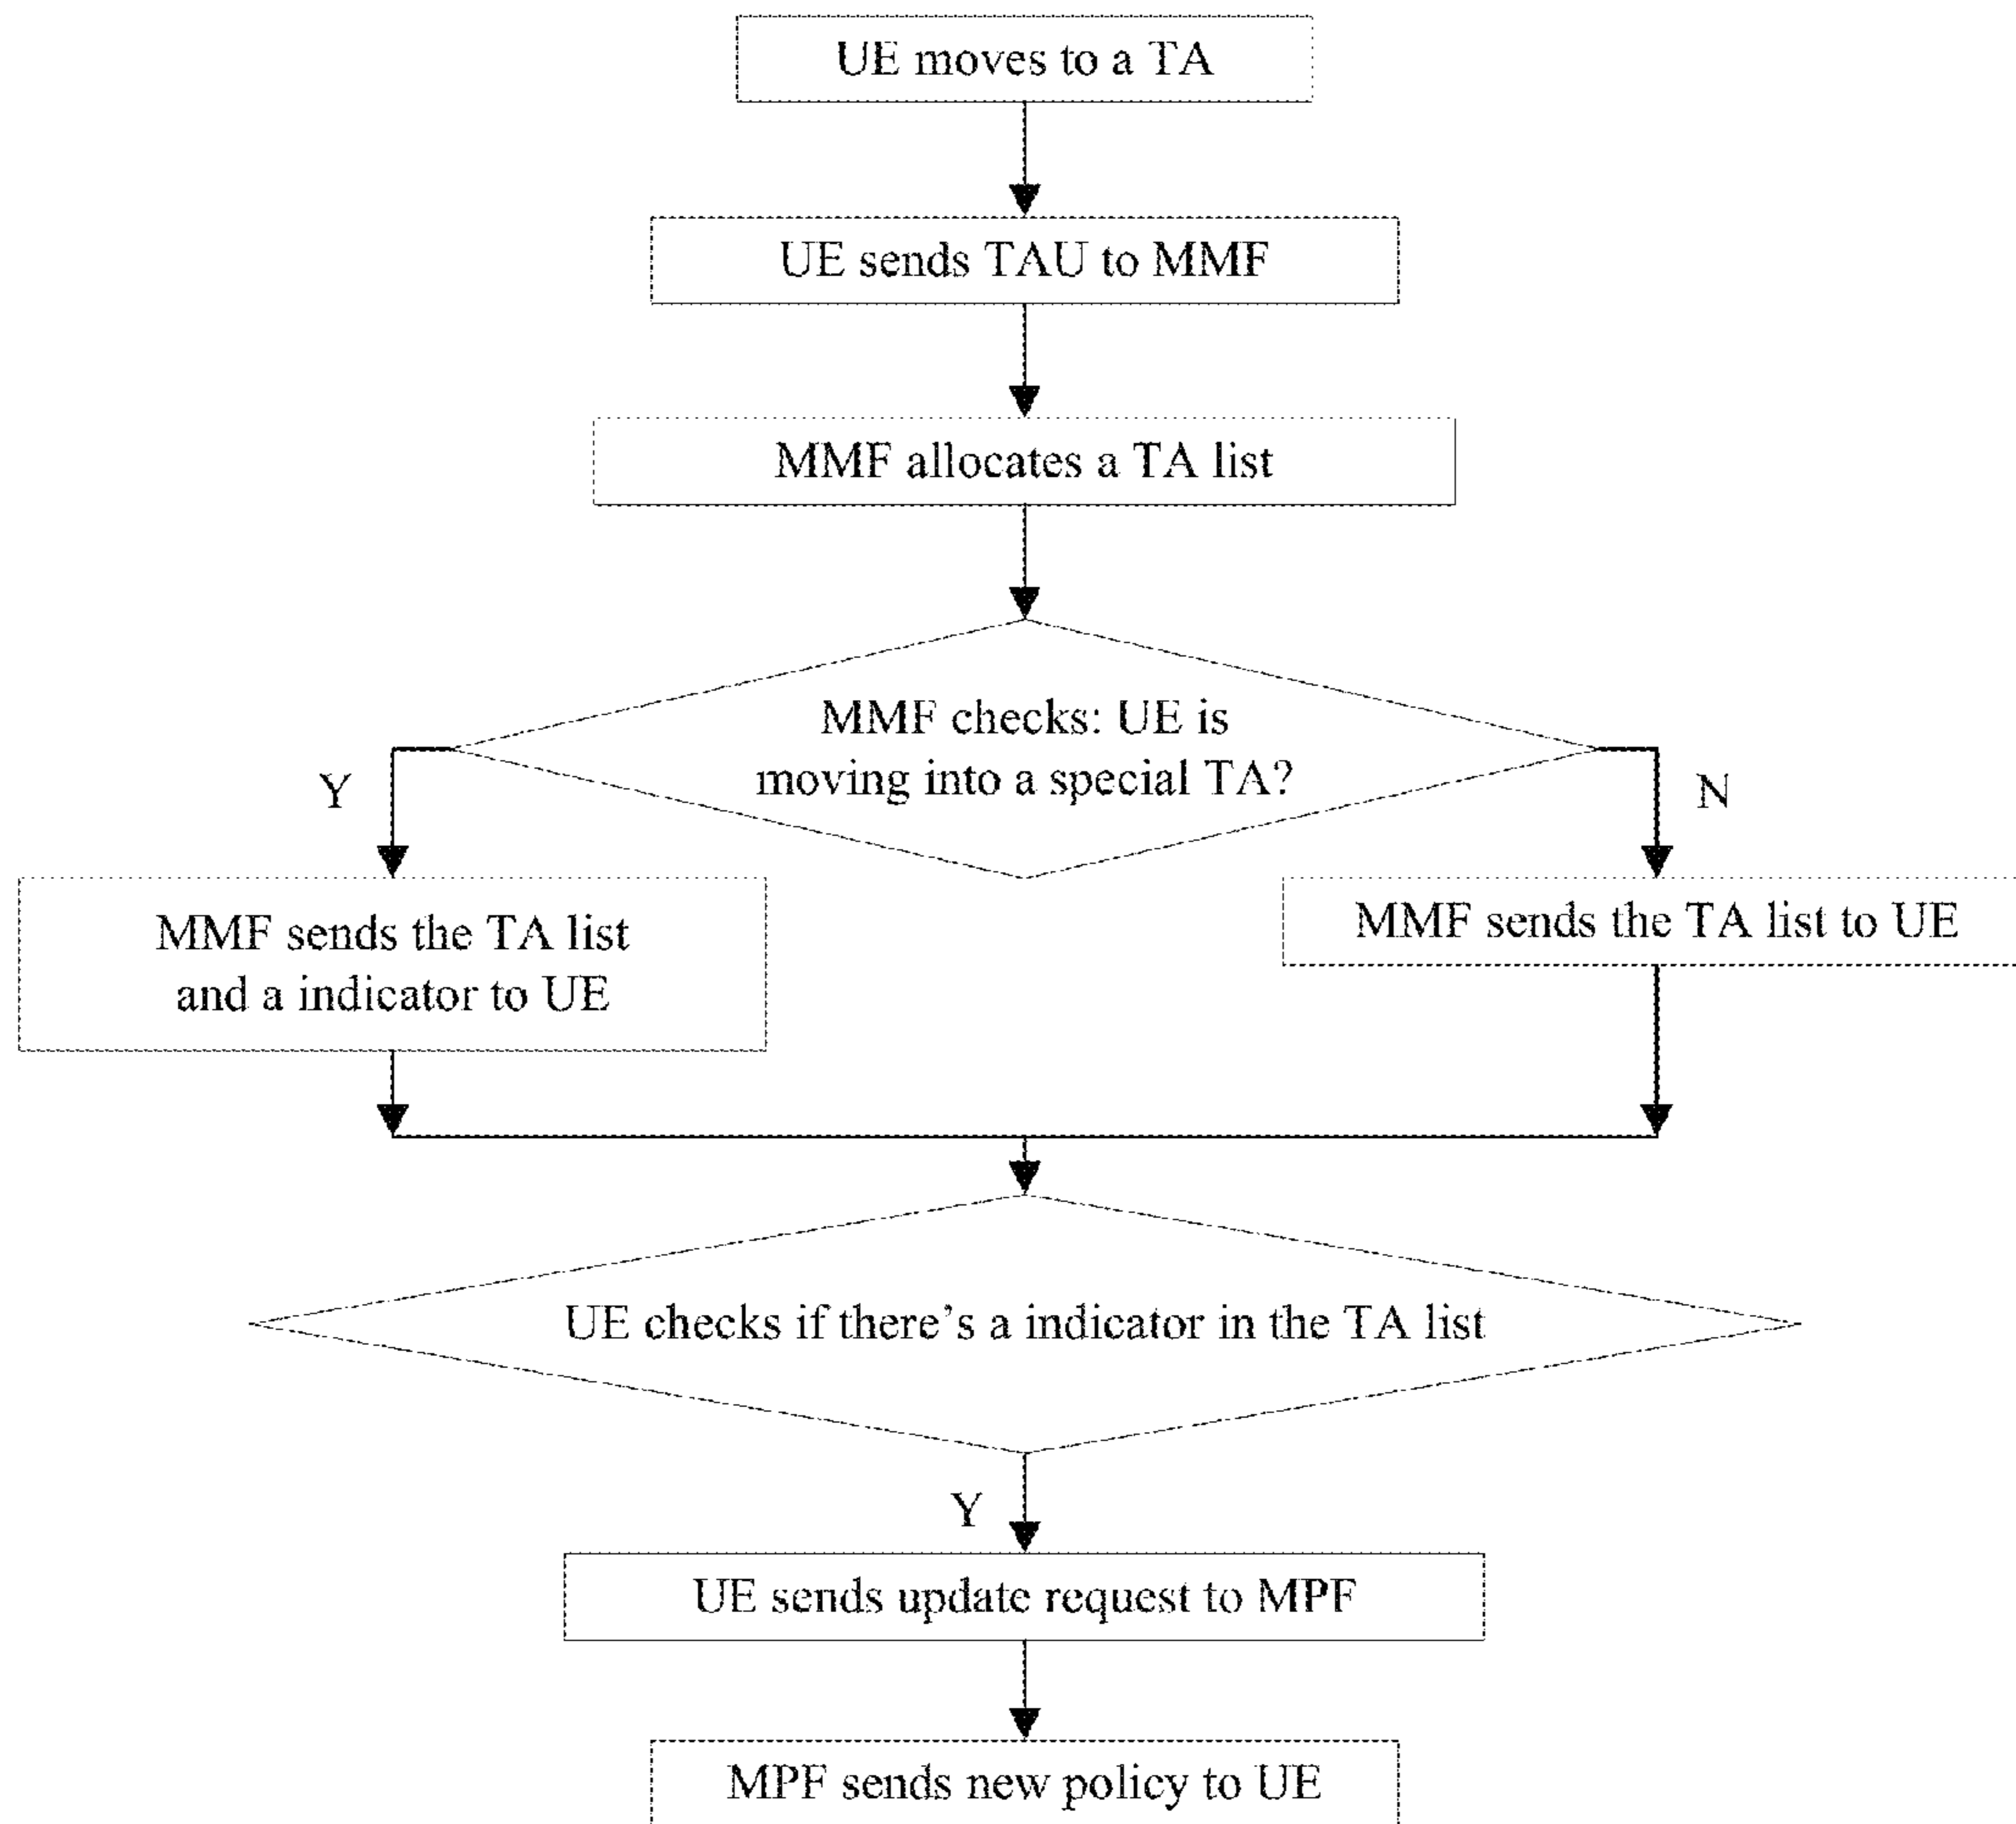 UE moves to a TA
UE sends TAU to MMF
MMF allocates a TA list
MMF checks: UE is
moving into a special TA?
Y
N
MMF sends the TA list
and a indicator to UE
MMF sends the TA list to UE
UE checks if there's a indicator in the TA list
Y
UE sends update request to MPF
MPF sends new policy to UE